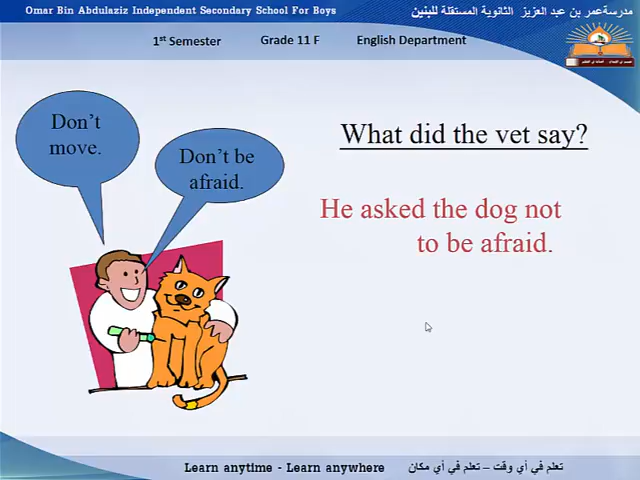 Omar Bin Abdulaziz Independent Secondary School For Boys
مدرسةعمر بن عبد العزيز الثانوية المستقلة للبنين
1st Semester
Grade 11 F
English Department
Don't
move.
Don't be
afraid.
What did the vet say?
He asked the dog not
to be afraid.
Learn anytime - Learn anywhere
تعلم في أي وقت – تعلم في أي مكان